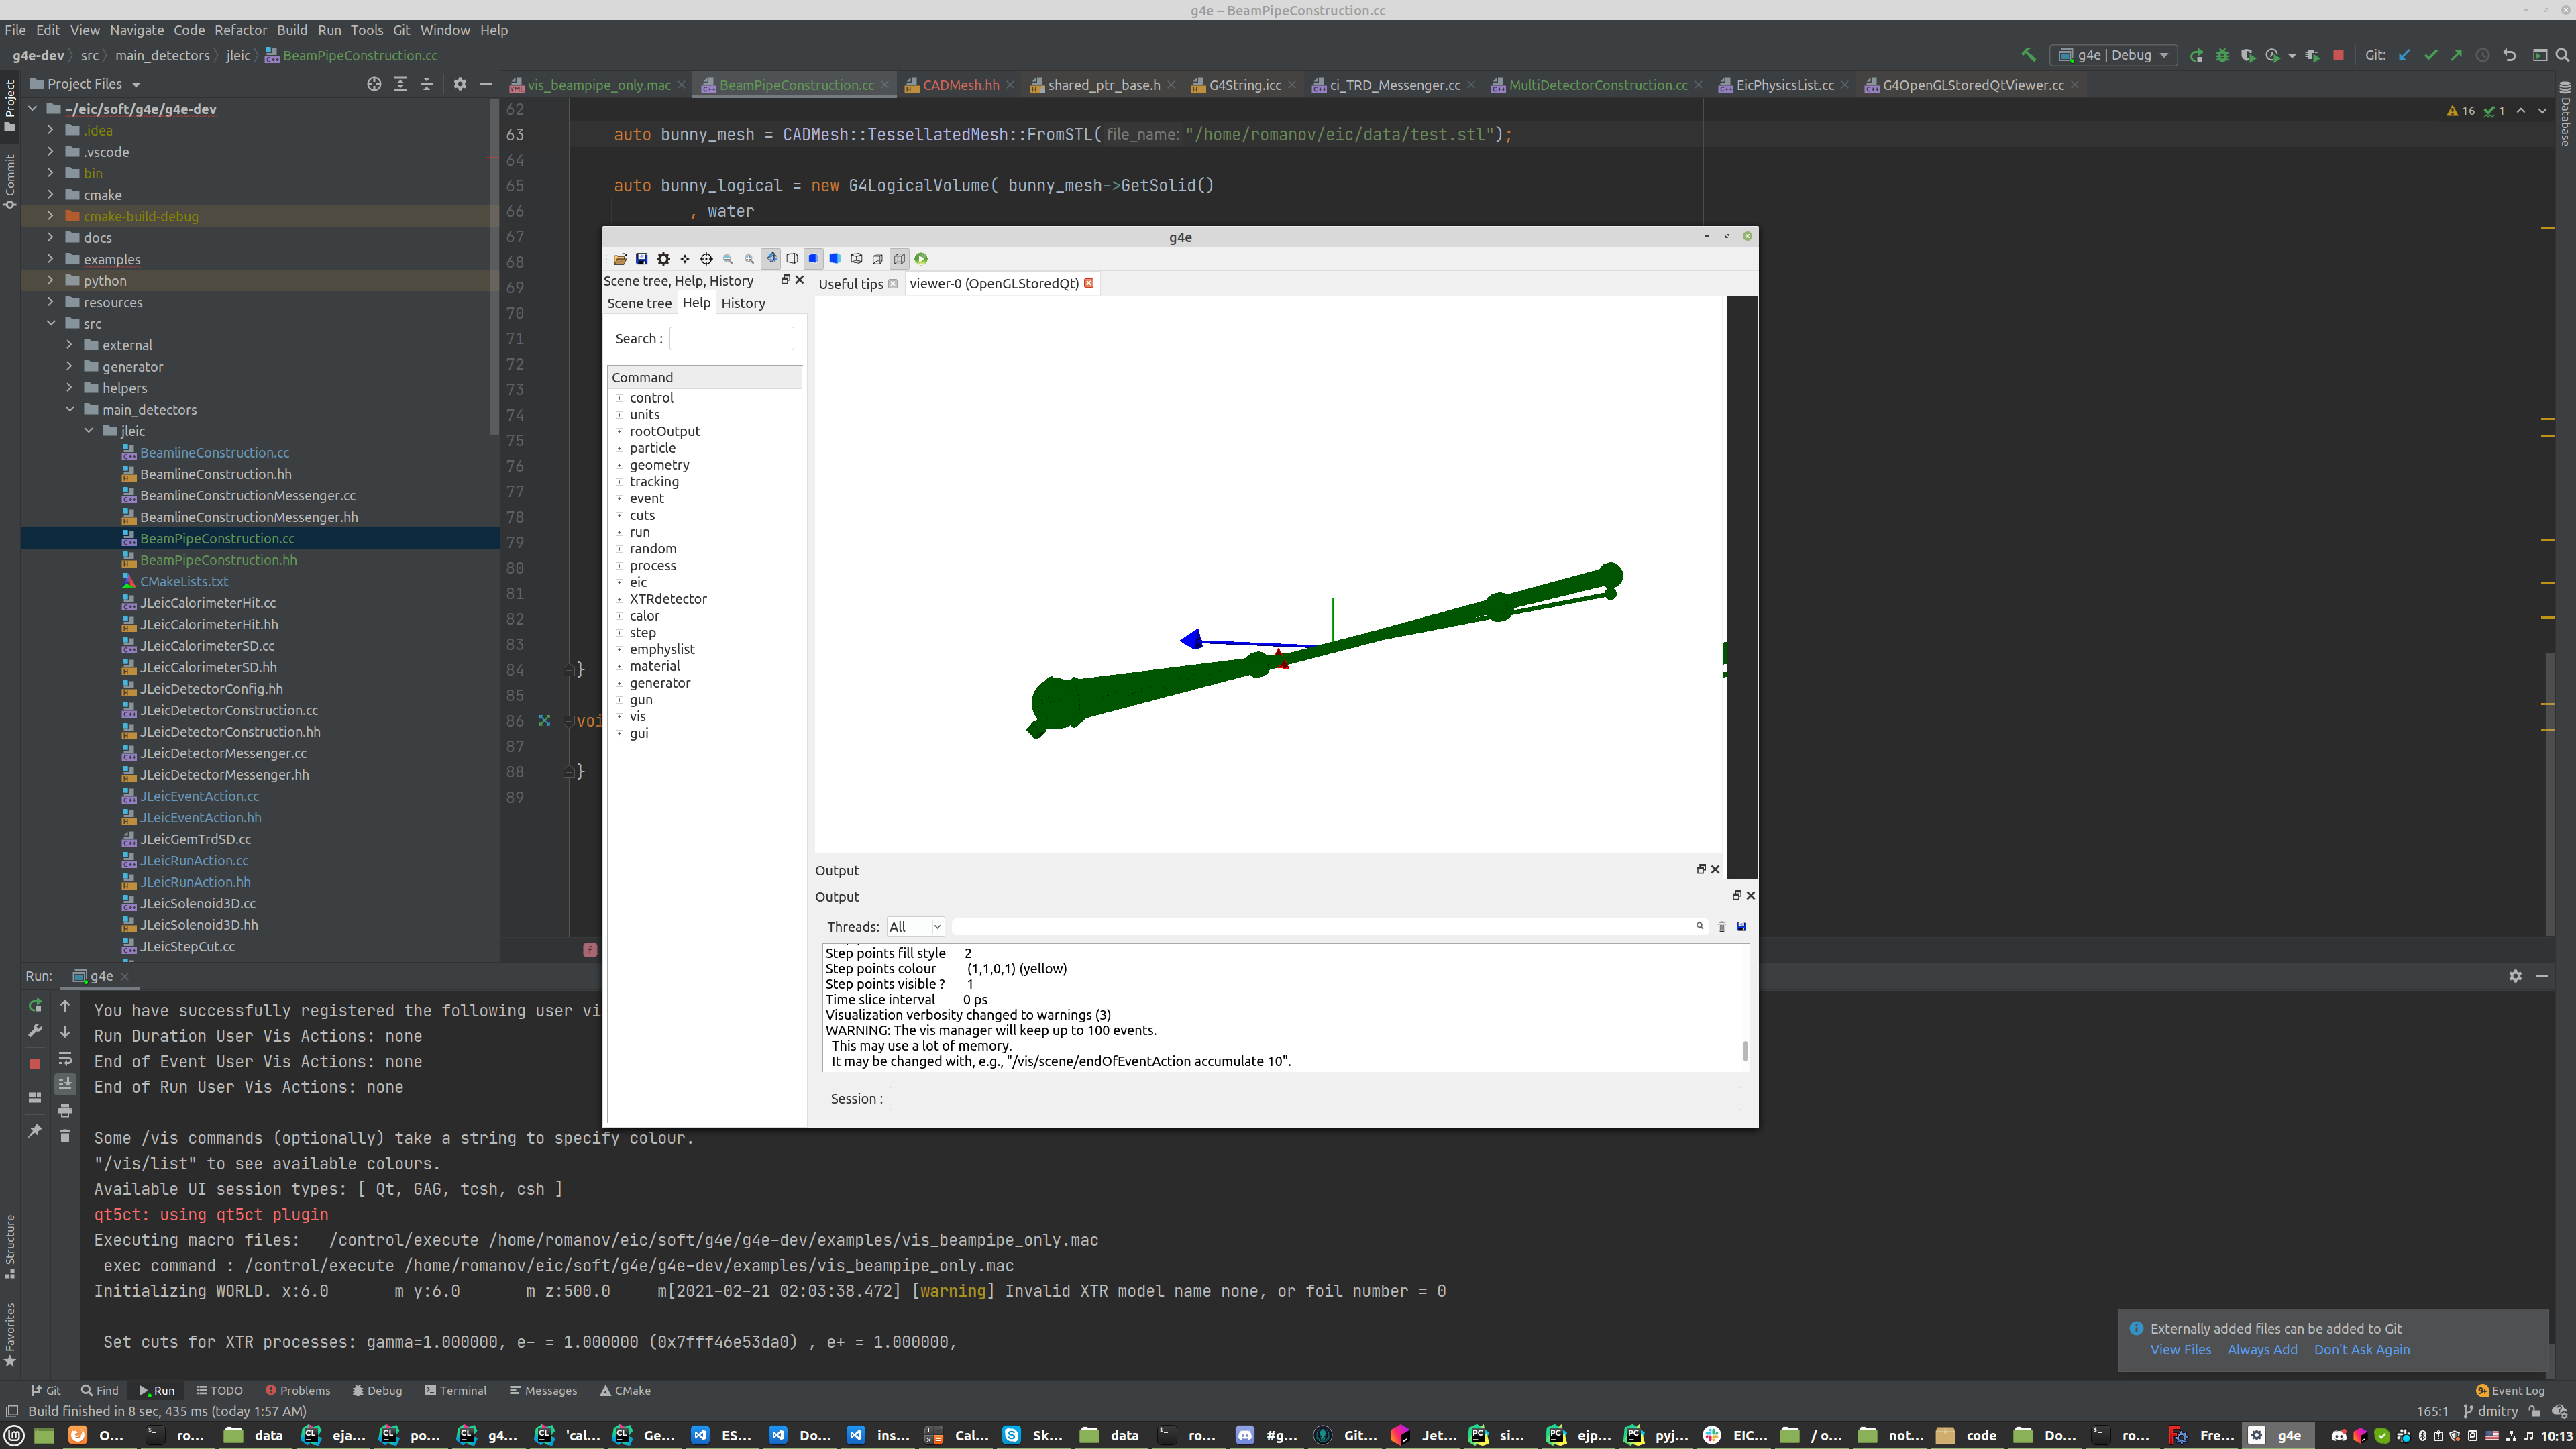 g4e – BeamPipeConstruction.cc
File Edit View Navigate Code Refactor Build Run Tools Git Window Help
g4e-dev src main_detectors jleic BeamPipeConstruction.cc
g4e | Debug
Git:
Project Files
vis_beampipe_only.mac BeamPipeConstruction.cc CADMesh.hh shared_ptr_base.h G4String.icc ci_TRD_Messenger.cc MultiDetectorConstruction.cc EicPhysicsList.cc G4OpenGLStoredQtViewer.cc
Project
Commit
Structure
Favorites
Database
~/eic/soft/g4e/g4e-dev
.idea
.vscode
bin
cmake
cmake-build-debug
docs
examples
python
resources
src
external
generator
helpers
main_detectors
jleic
BeamlineConstruction.cc
BeamlineConstruction.hh
BeamlineConstructionMessenger.cc
BeamlineConstructionMessenger.hh
BeamPipeConstruction.cc
BeamPipeConstruction.hh
CMakeLists.txt
JLeicCalorimeterHit.cc
JLeicCalorimeterHit.hh
JLeicCalorimeterSD.cc
JLeicCalorimeterSD.hh
JLeicDetectorConfig.hh
JLeicDetectorConstruction.cc
JLeicDetectorConstruction.hh
JLeicDetectorMessenger.cc
JLeicDetectorMessenger.hh
JLeicEventAction.cc
JLeicEventAction.hh
JLeicGemTrdSD.cc
JLeicRunAction.cc
JLeicRunAction.hh
JLeicSolenoid3D.cc
JLeicSolenoid3D.hh
JLeicStepCut.cc
16 1
62
63 auto bunny_mesh = CADMesh::TessellatedMesh::FromSTL( file_name: "/home/romanov/eic/data/test.stl");
64
65 auto bunny_logical = new G4LogicalVolume( bunny_mesh->GetSolid()
66 , water
67
68
69
70
71
72
73
74
75
76
77
78
79
80
81
82
83
84 }
85
86 voi
87
88 }
89
g4e
Scene tree, Help, History
Scene tree Help History
Search :
Command
control
units
rootOutput
particle
geometry
tracking
event
cuts
run
random
process
eic
XTRdetector
calor
step
emphyslist
material
generator
gun
vis
gui
Useful tips viewer-0 (OpenGLStoredQt)
Output
Output
Threads: All
Step points fill style 2
Step points colour (1,1,0,1) (yellow)
Step points visible ? 1
Time slice interval 0 ps
Visualization verbosity changed to warnings (3)
WARNING: The vis manager will keep up to 100 events.
This may use a lot of memory.
It may be changed with, e.g., "/vis/scene/endOfEventAction accumulate 10".
Session :
Run: g4e
You have successfully registered the following user vi
Run Duration User Vis Actions: none
End of Event User Vis Actions: none
End of Run User Vis Actions: none
Some /vis commands (optionally) take a string to specify colour.
"/vis/list" to see available colours.
Available UI session types: [ Qt, GAG, tcsh, csh ]
qt5ct: using qt5ct plugin
Executing macro files: /control/execute /home/romanov/eic/soft/g4e/g4e-dev/examples/vis_beampipe_only.mac
exec command : /control/execute /home/romanov/eic/soft/g4e/g4e-dev/examples/vis_beampipe_only.mac
Initializing WORLD. x:6.0 m y:6.0 m z:500.0 m[2021-02-21 02:03:38.472] [warning] Invalid XTR model name none, or foil number = 0
Set cuts for XTR processes: gamma=1.000000, e- = 1.000000 (0x7fff46e53da0) , e+ = 1.000000,
Externally added files can be added to Git
View Files Always Add Don't Ask Again
Git Find Run TODO Problems Debug Terminal Messages CMake
9+ Event Log
Build finished in 8 sec, 435 ms (today 1:57 AM)
165:1 dmitry
O... ro... data eja... po... g4... 'cal... Ge... ES... Do... ins... Cal... Sk... data ro... #g... Git... Jet... si... ejp... pyj... EIC... / o... not... code Do... ro... Fre... g4e 10:13